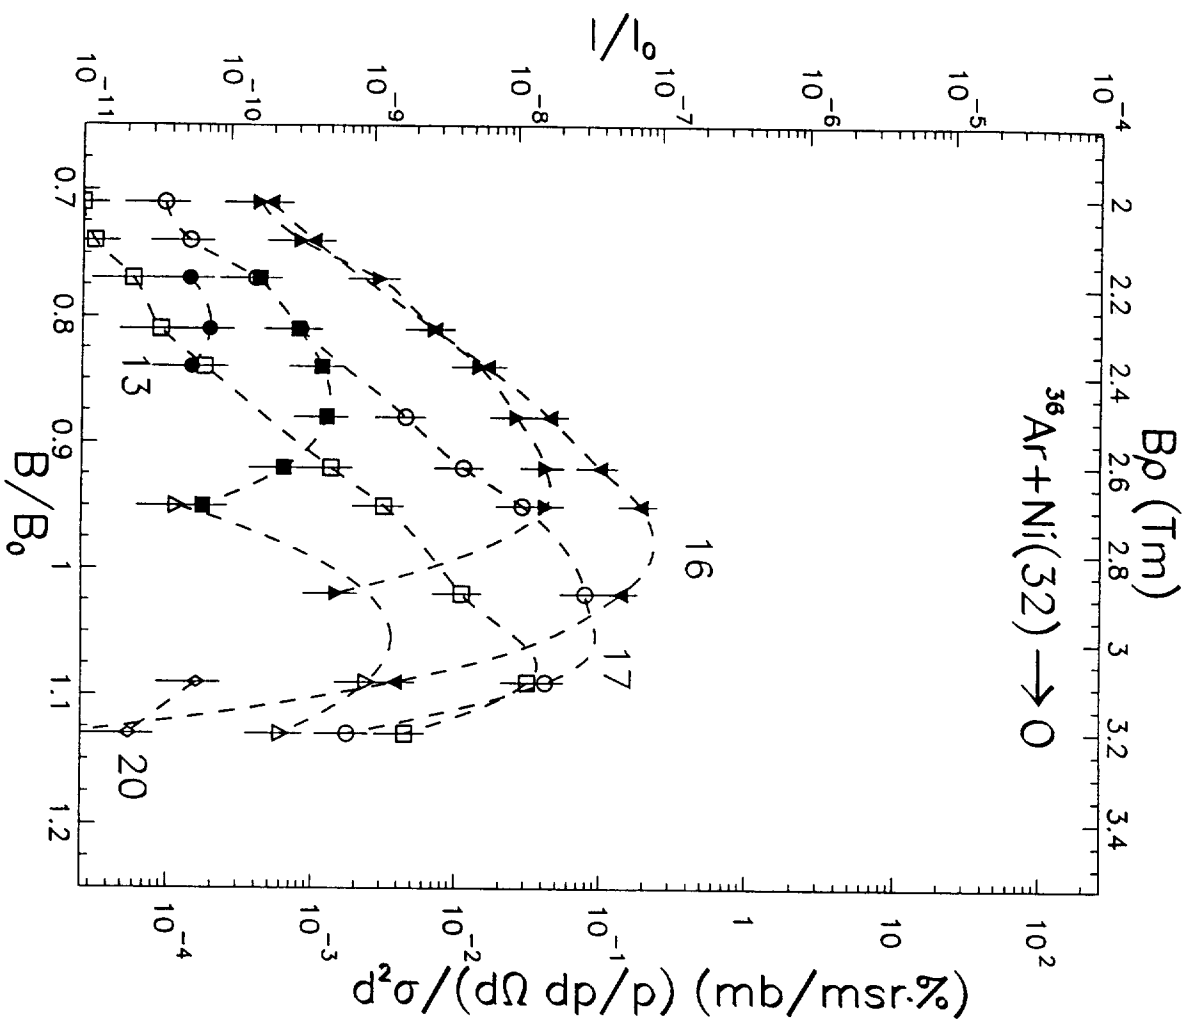 Bρ (Tm)
2 2.2 2.4 2.6 2.8 3 3.2 3.4
³⁶Ar+Ni(32) → O
I/I₀
10⁻⁴
10⁻⁵
10⁻⁶
10⁻⁷
10⁻⁸
10⁻⁹
10⁻¹⁰
10⁻¹¹
16
17
13
20
10²
10
1
10⁻¹
10⁻²
10⁻³
10⁻⁴
d²σ/(dΩ dp/p) (mb/msr·%)
0.7 0.8 0.9 1 1.1 1.2
B/B₀